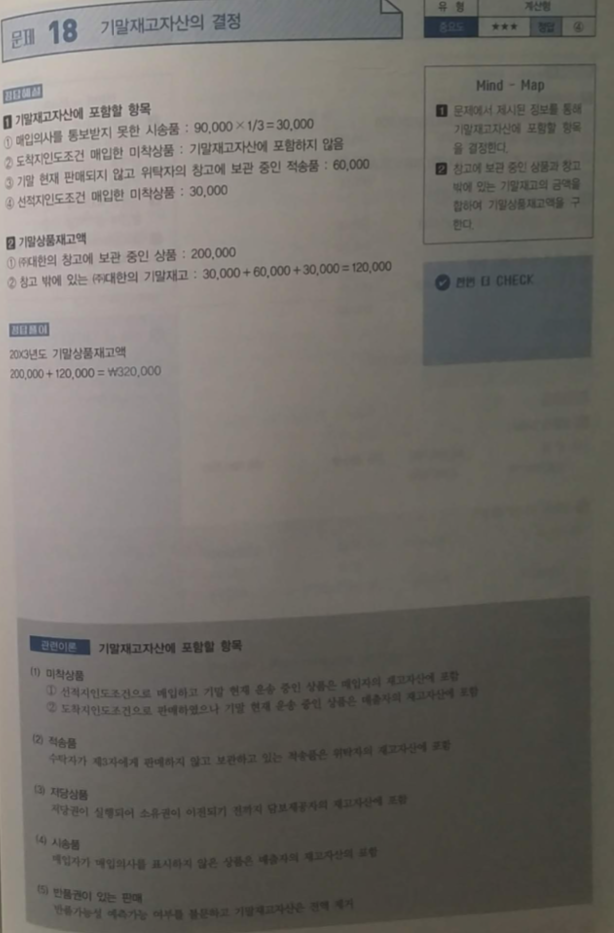 문제 18 기말재고자산의 결정
유 형 계산형
중요도 ★★★ 정답 ④
정답해설
1 기말재고자산에 포함할 항목
① 매입의사를 통보받지 못한 시송품 : 90,000×1/3=30,000
② 도착지인도조건 매입한 미착상품 : 기말재고자산에 포함하지 않음
③ 기말 현재 판매되지 않고 위탁자의 창고에 보관 중인 적송품 : 60,000
④ 선적지인도조건 매입한 미착상품 : 30,000
2 기말상품재고액
① ㈜대한의 창고에 보관 중인 상품 : 200,000
② 창고 밖에 있는 ㈜대한의 기말재고 : 30,000+60,000+30,000=120,000
정답풀이
20X3년도 기말상품재고액
200,000+120,000=₩320,000
Mind - Map
1 문제에서 제시된 정보를 통해
기말재고자산에 포함할 항목
을 결정한다.
2 창고에 보관 중인 상품과 창고
밖에 있는 기말재고의 금액을
합하여 기말상품재고액을 구
한다.
한번 더 CHECK
관련이론 기말재고자산에 포함할 항목
(1) 미착상품
① 선적지인도조건으로 매입하고 기말 현재 운송 중인 상품은 매입자의 재고자산에 포함
② 도착지인도조건으로 판매하였으나 기말 현재 운송 중인 상품은 매출자의 재고자산에 포함
(2) 적송품
수탁자가 제3자에게 판매하지 않고 보관하고 있는 적송품은 위탁자의 재고자산에 포함
(3) 저당상품
저당권이 실행되어 소유권이 이전되기 전까지 담보제공자의 재고자산에 포함
(4) 시송품
매입자가 매입의사를 표시하지 않은 상품은 매출자의 재고자산의 포함
(5) 반품권이 있는 판매
반품가능성 예측가능 여부를 불문하고 기말재고자산은 전액 제거